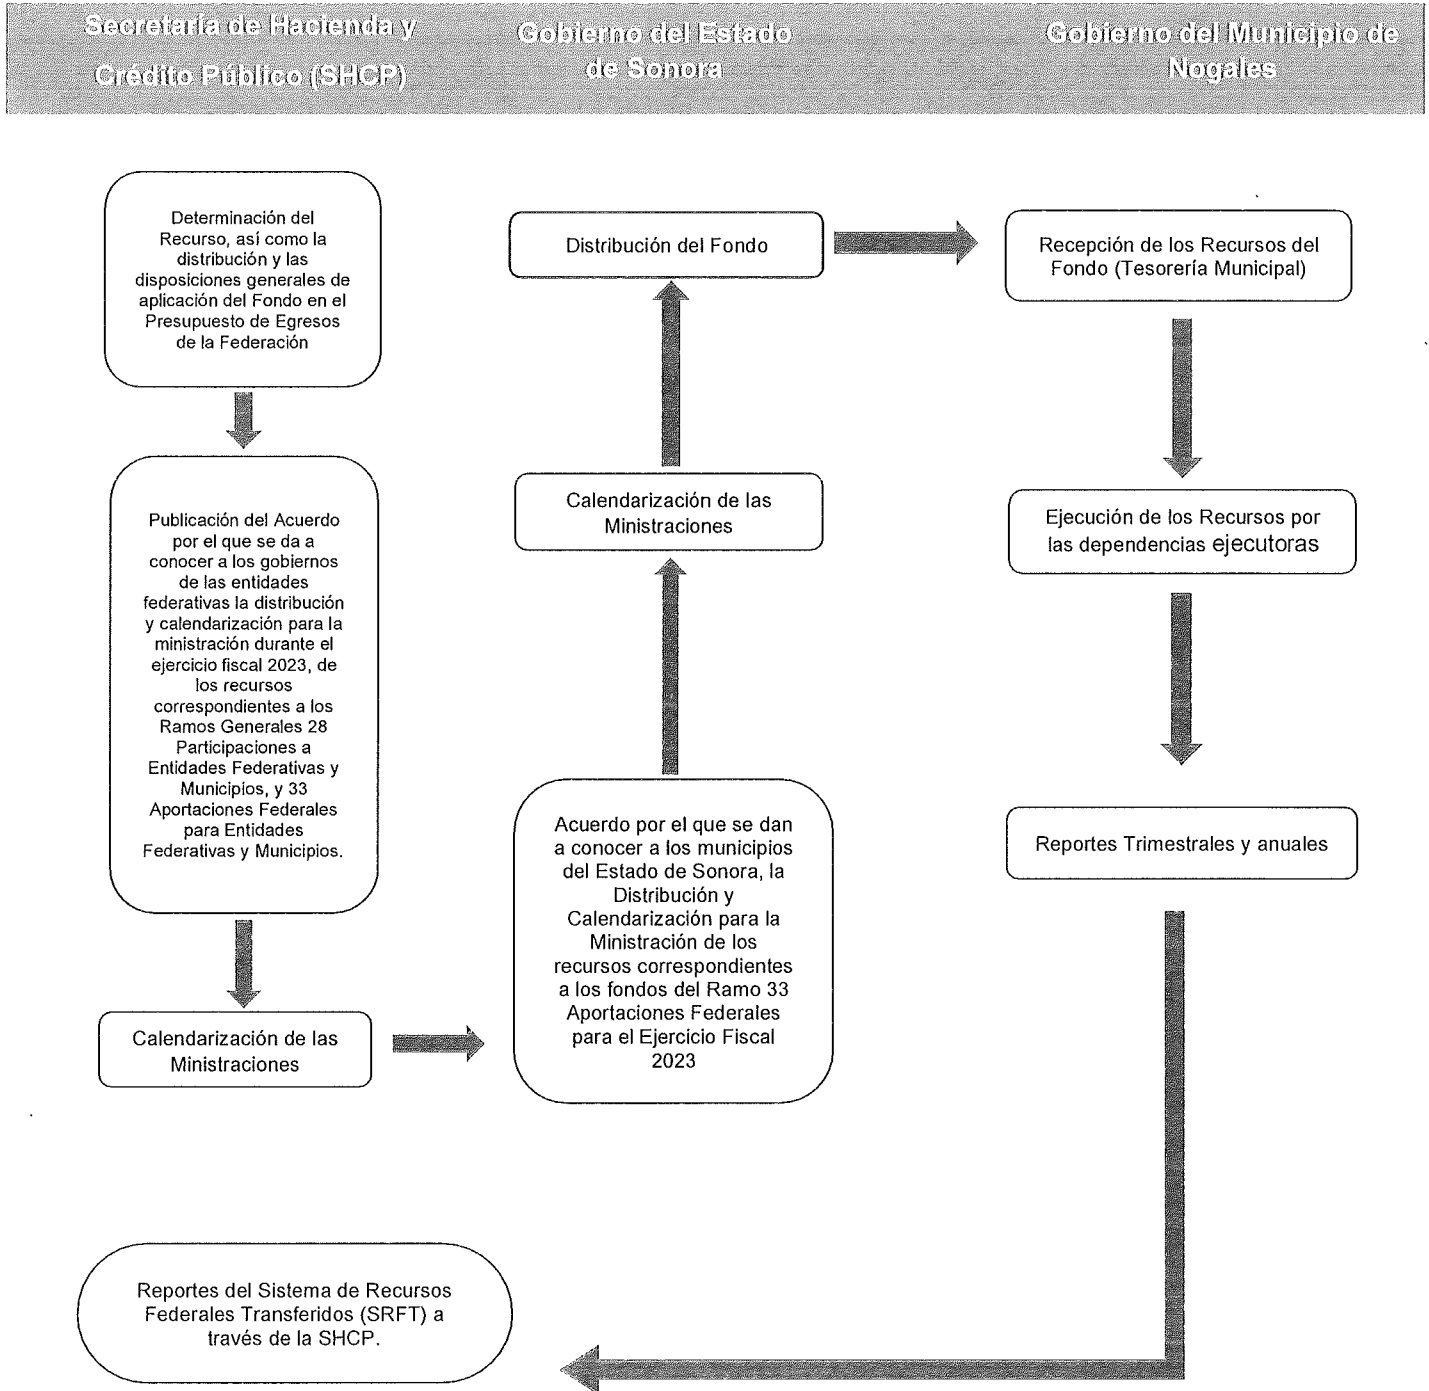 Secretaría de Hacienda y
Crédito Público (SHCP)
Gobierno del Estado
de Sonora
Gobierno del Municipio de
Nogales
Determinación del
Recurso, así como la
distribución y las
disposiciones generales de
aplicación del Fondo en el
Presupuesto de Egresos
de la Federación
Publicación del Acuerdo
por el que se da a
conocer a los gobiernos
de las entidades
federativas la distribución
y calendarización para la
ministración durante el
ejercicio fiscal 2023, de
los recursos
correspondientes a los
Ramos Generales 28
Participaciones a
Entidades Federativas y
Municipios, y 33
Aportaciones Federales
para Entidades
Federativas y Municipios.
Calendarización de las
Ministraciones
Acuerdo por el que se dan
a conocer a los municipios
del Estado de Sonora, la
Distribución y
Calendarización para la
Ministración de los
recursos correspondientes
a los fondos del Ramo 33
Aportaciones Federales
para el Ejercicio Fiscal
2023
Calendarización de las
Ministraciones
Distribución del Fondo
Recepción de los Recursos del
Fondo (Tesorería Municipal)
Ejecución de los Recursos por
las dependencias ejecutoras
Reportes Trimestrales y anuales
Reportes del Sistema de Recursos
Federales Transferidos (SRFT) a
través de la SHCP.